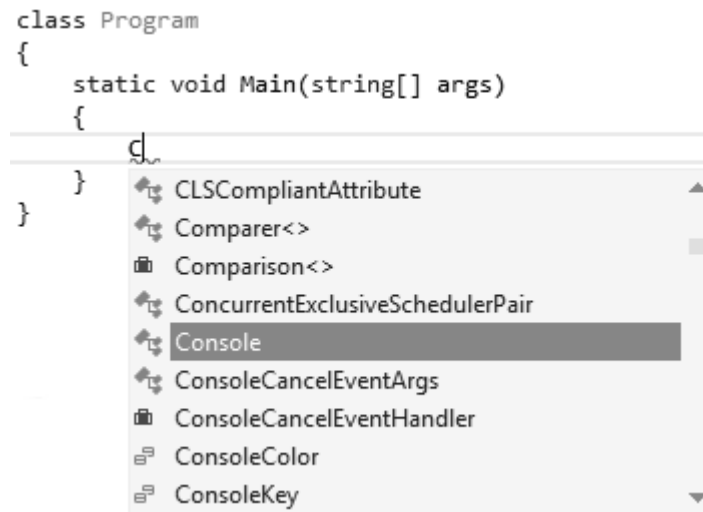 class Program
{
static void Main(string[] args)
{
C
}
}
CLSCompliantAttribute
Comparer<>
Comparison<>
ConcurrentExclusiveSchedulerPair
Console
ConsoleCancelEventArgs
ConsoleCancelEventHandler
ConsoleColor
ConsoleKey